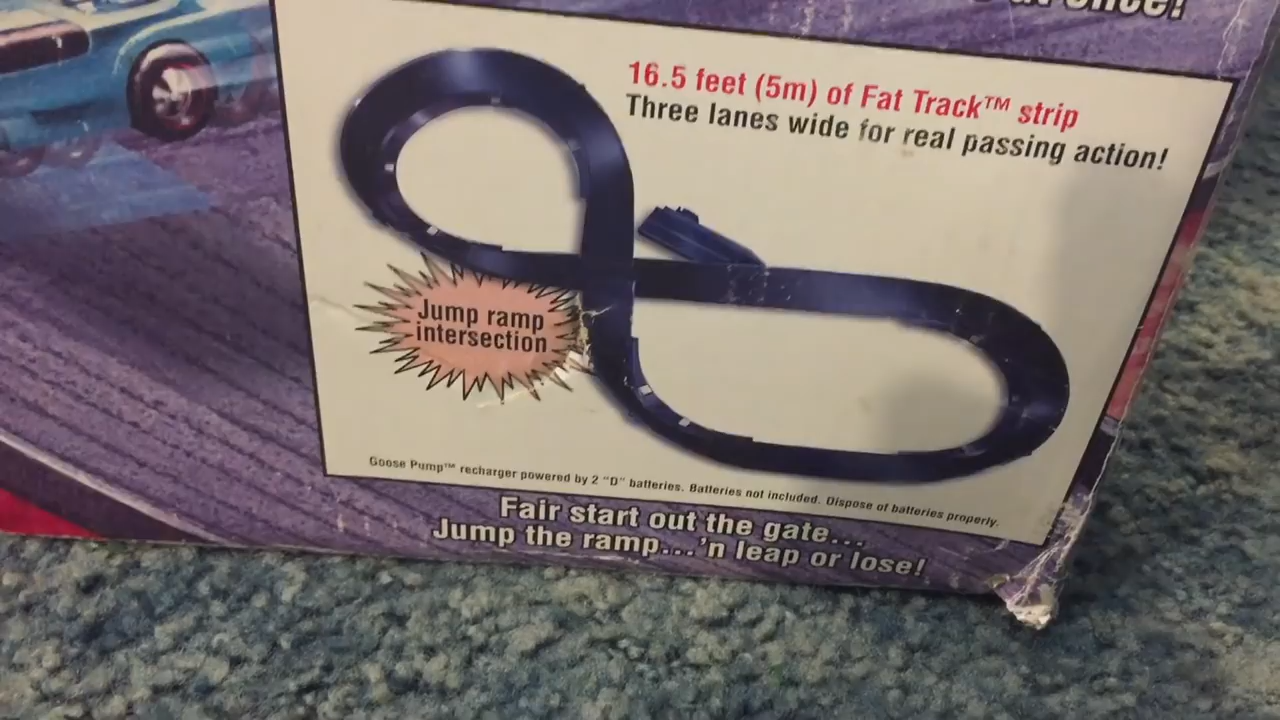 16.5 feet (5m) of Fat Track™ strip
Three lanes wide for real passing action!
Jump ramp
intersection
Goose Pump™ recharger powered by 2 "D" batteries. Batteries not included. Dispose of batteries properly.
Fair start out the gate...
Jump the ramp...'n leap or lose!